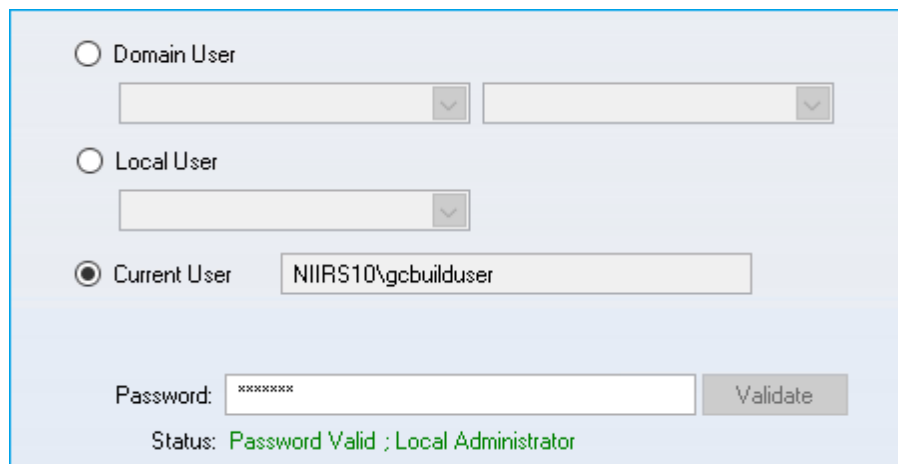 Domain User
Local User
Current User NIIRS10\gcbuilduser
Password: ******* Validate
Status: Password Valid ; Local Administrator